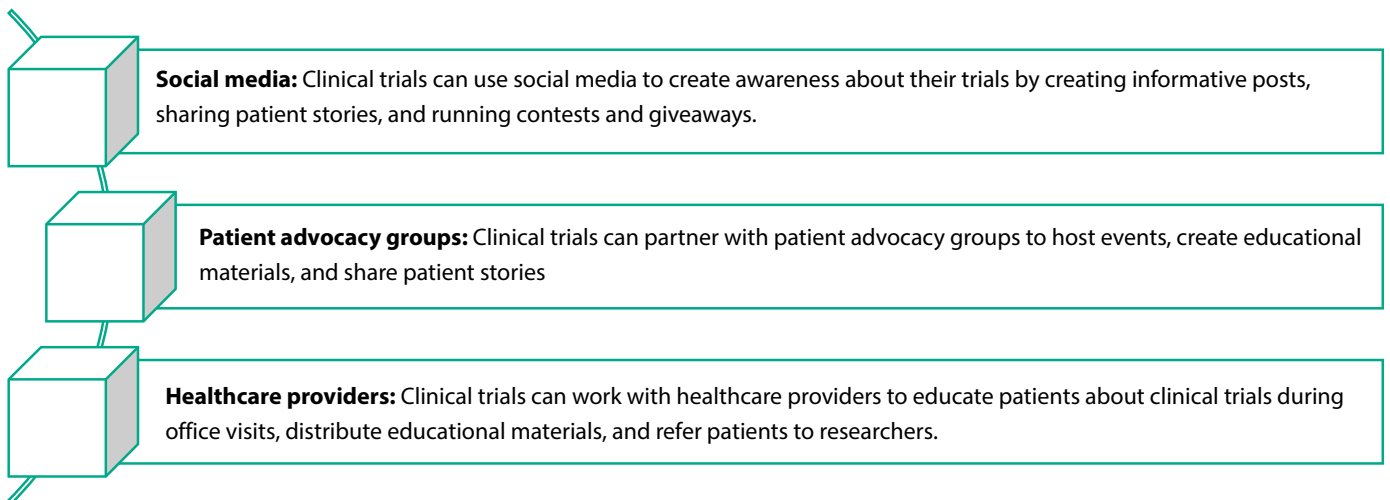 Social media: Clinical trials can use social media to create awareness about their trials by creating informative posts,
sharing patient stories, and running contests and giveaways.
Patient advocacy groups: Clinical trials can partner with patient advocacy groups to host events, create educational
materials, and share patient stories
Healthcare providers: Clinical trials can work with healthcare providers to educate patients about clinical trials during
office visits, distribute educational materials, and refer patients to researchers.